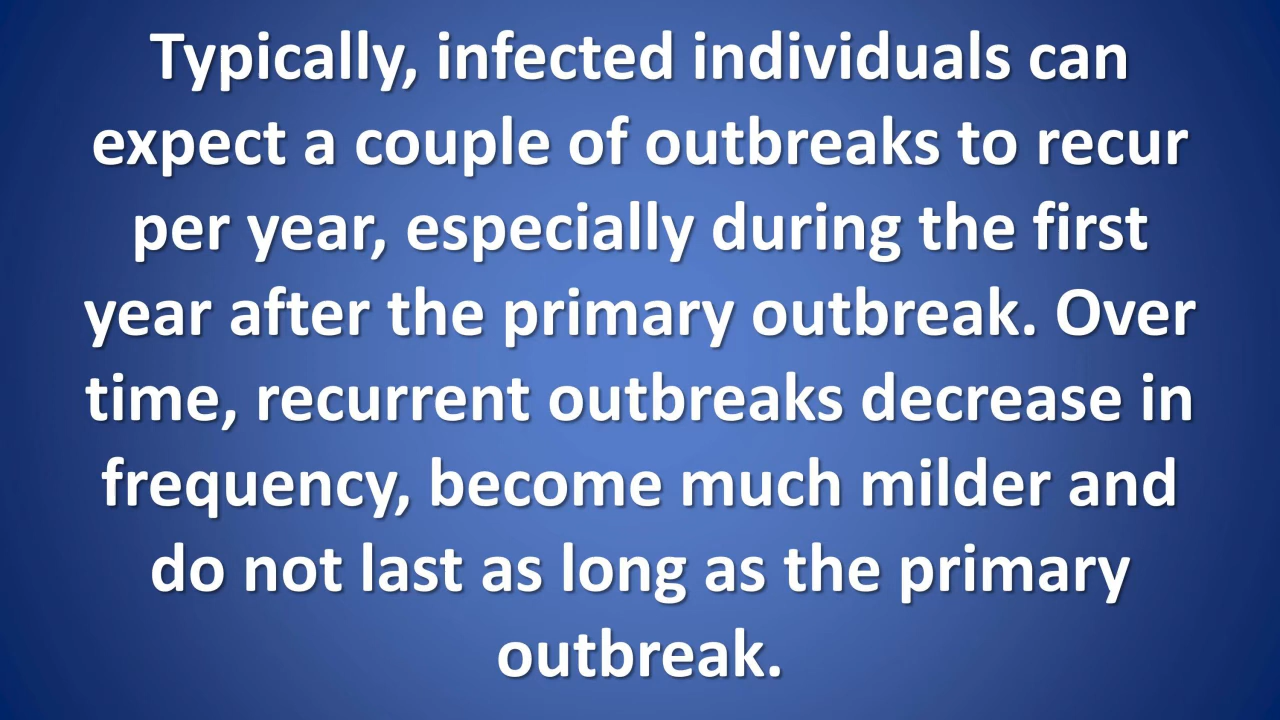 Typically, infected individuals can
expect a couple of outbreaks to recur
per year, especially during the first
year after the primary outbreak. Over
time, recurrent outbreaks decrease in
frequency, become much milder and
do not last as long as the primary
outbreak.